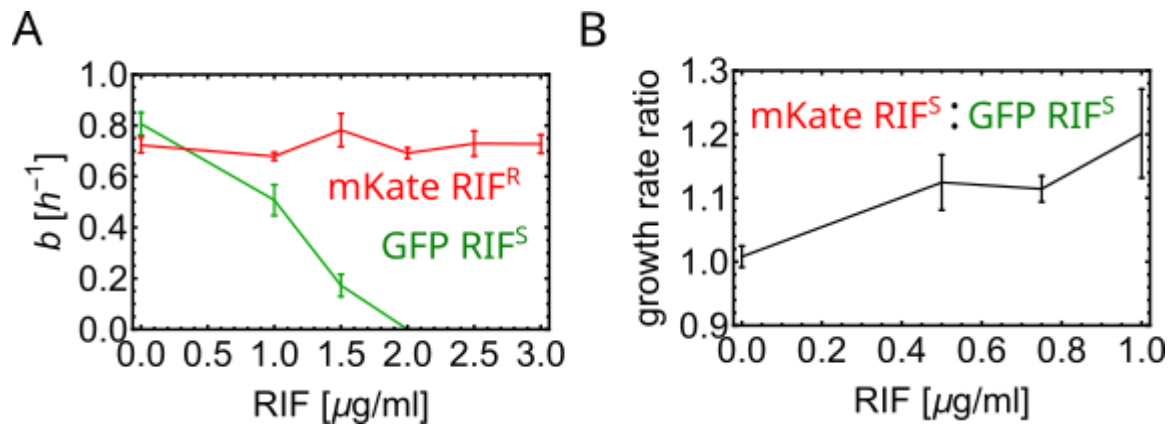 A
b [h⁻¹]
1.0
0.8
0.6
0.4
0.2
0.0
mKate RIFᴿ
GFP RIFˢ
0.0 0.5 1.0 1.5 2.0 2.5 3.0
RIF [µg/ml]
B
growth rate ratio
1.3
1.2
1.1
1.0
0.9
mKate RIFˢ : GFP RIFˢ
0.0 0.2 0.4 0.6 0.8 1.0
RIF [µg/ml]